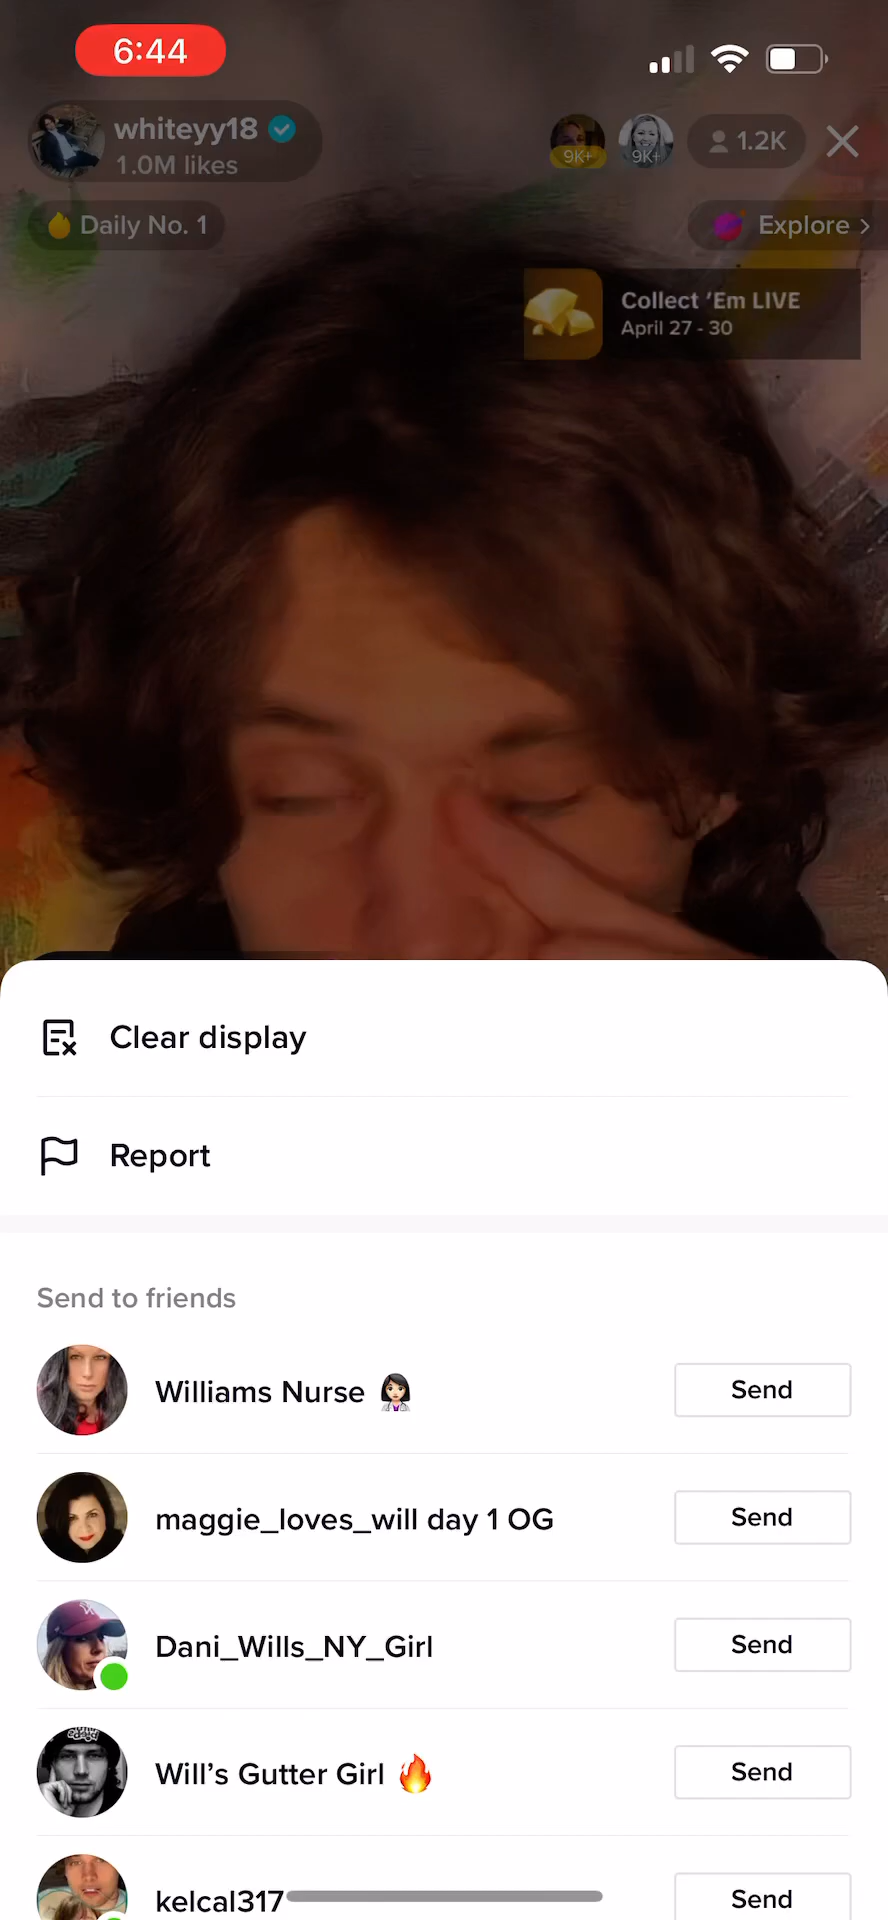 6:44
whiteyy18
1.0M likes
9K+
9K+
1.2K
Daily No. 1
Explore >
Collect 'Em LIVE
April 27 - 30
Clear display
Report
Send to friends
Williams Nurse 👩🏻‍⚕️
Send
maggie_loves_will day 1 OG
Send
Dani_Wills_NY_Girl
Send
Will's Gutter Girl 🔥
Send
kelcal317
Send